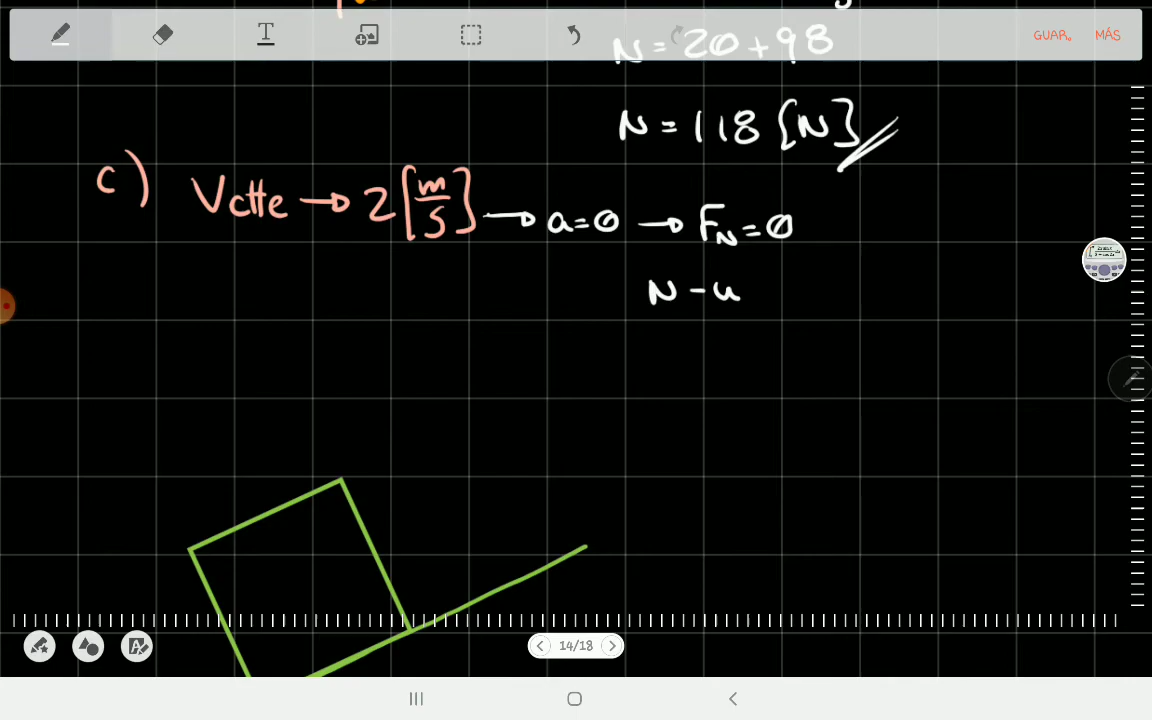 T
GUAR.
MÁS
N = 20 + 98
N = 118 [N]
c) Vctte → 2 [m/s] → a = 0 → FN = 0
N - u
14/18